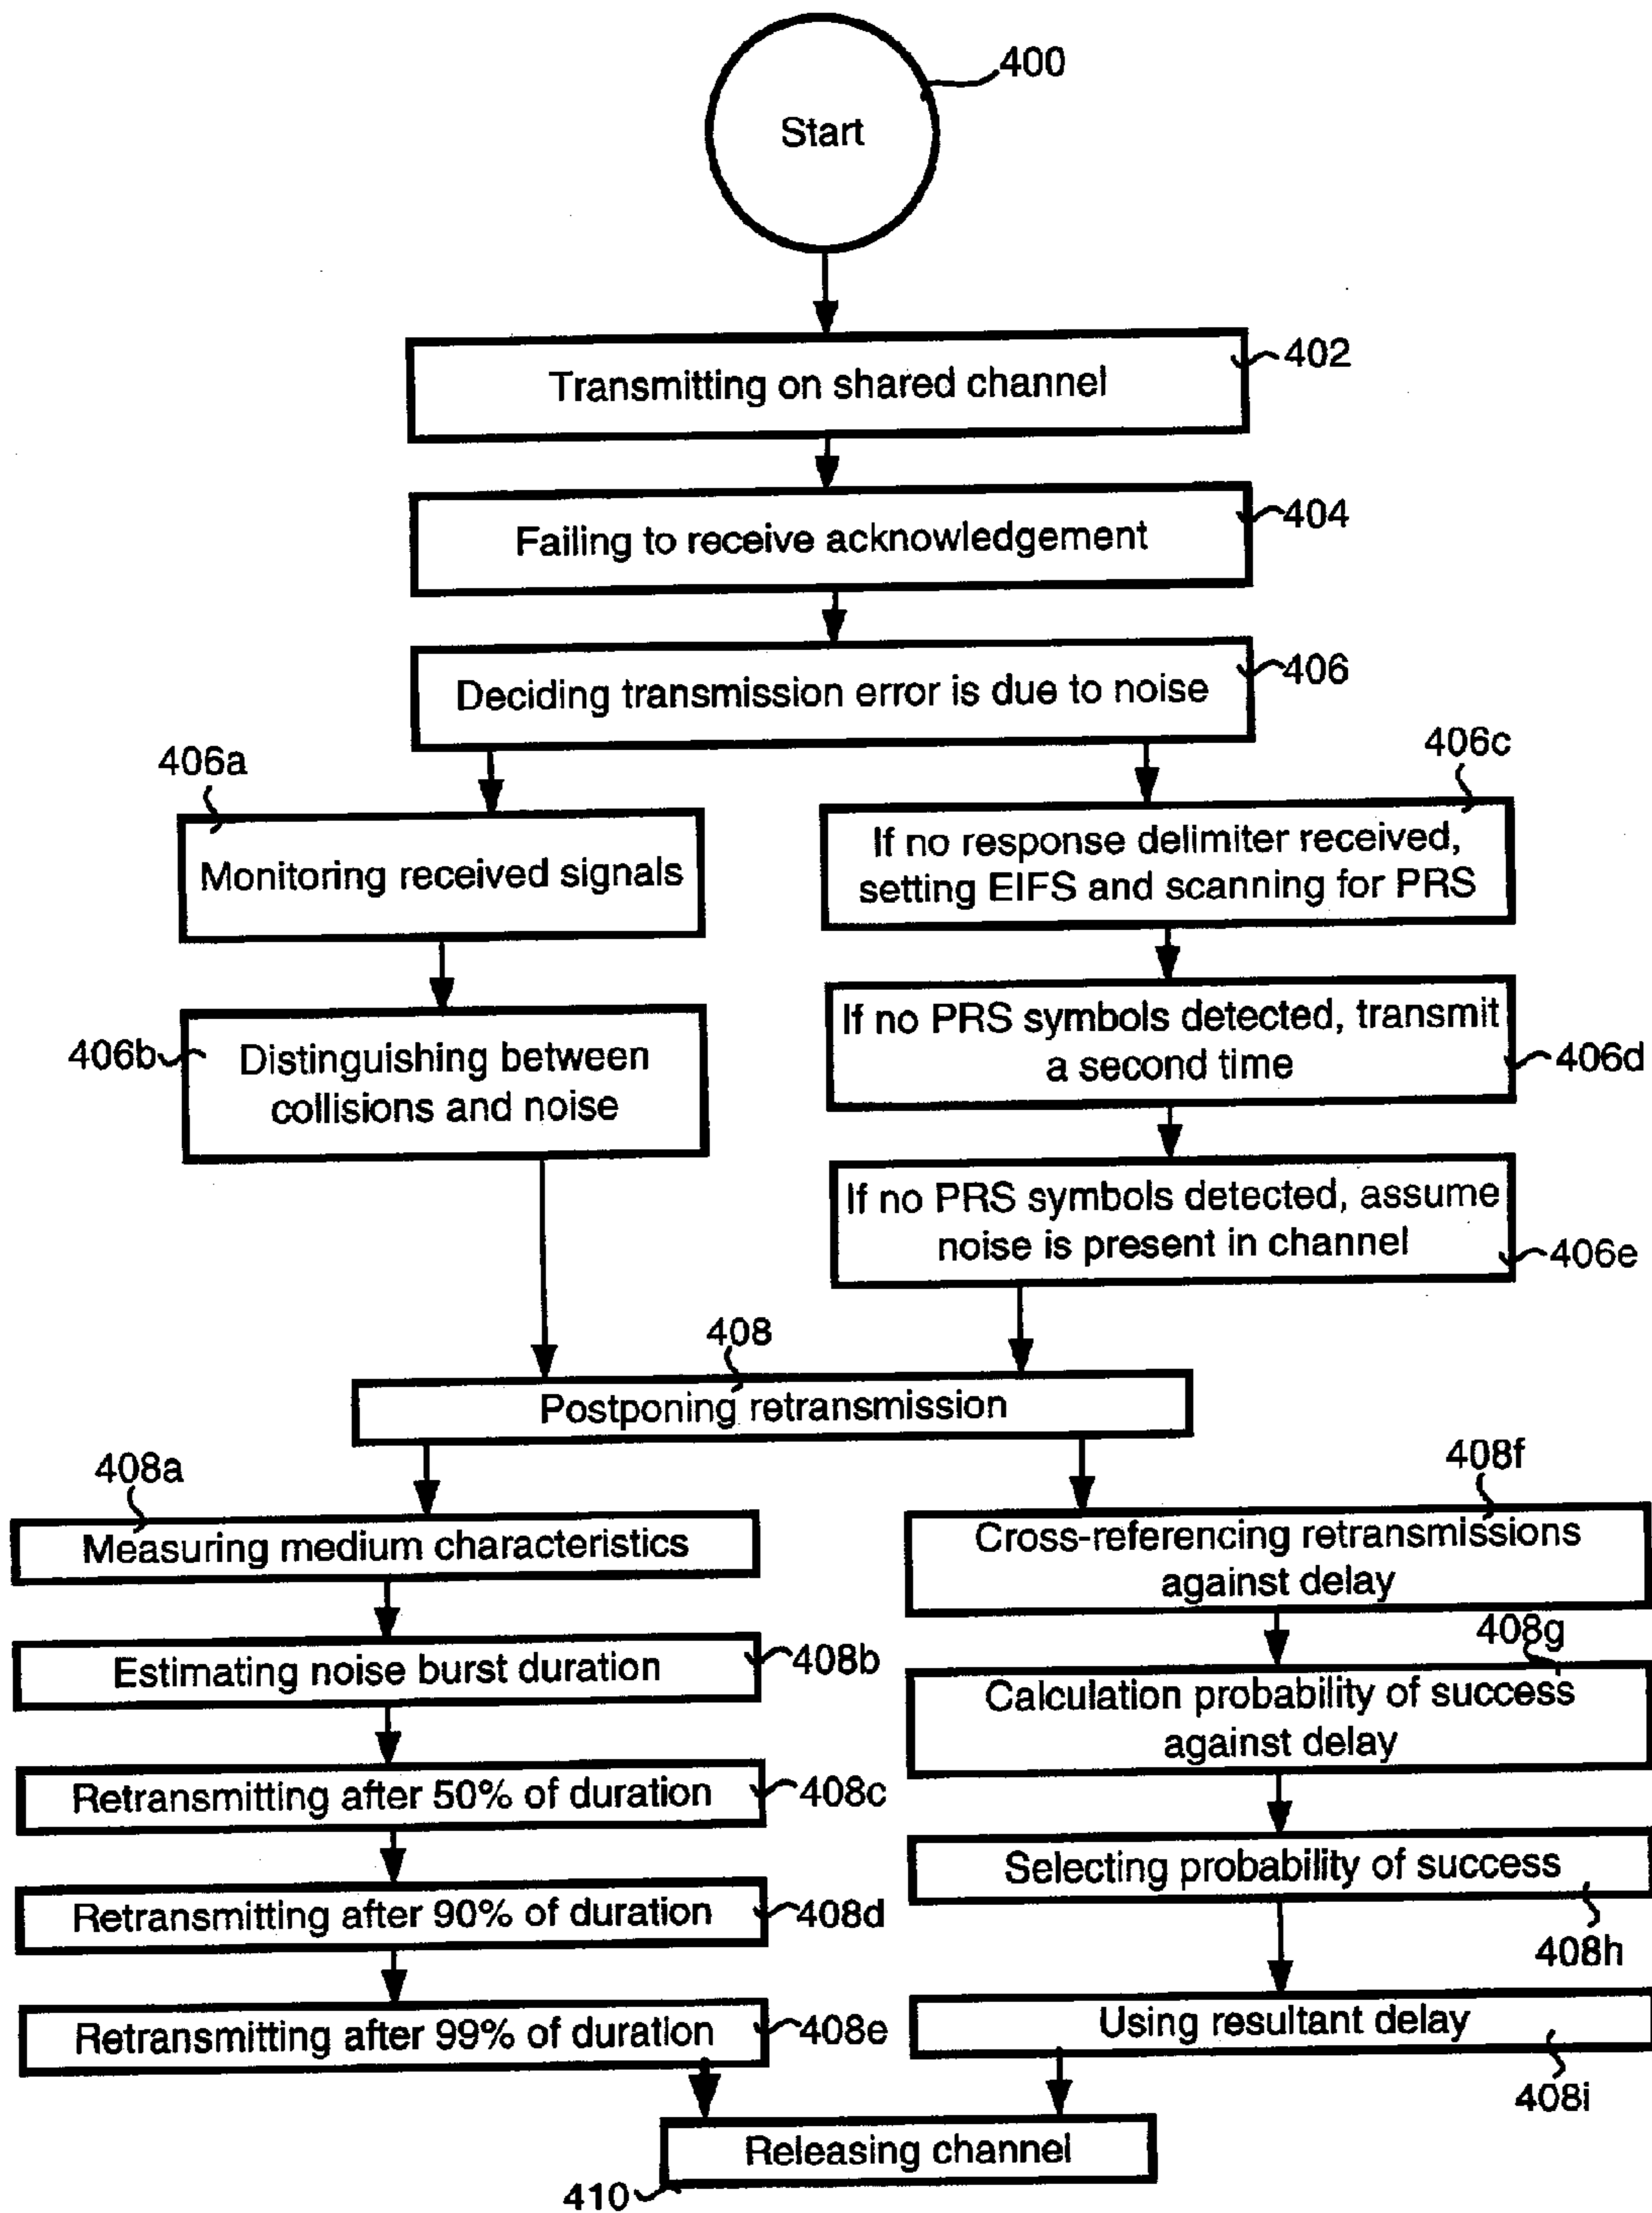 400
Start
402
Transmitting on shared channel
404
Failing to receive acknowledgement
406
Deciding transmission error is due to noise
406a
Monitoring received signals
406b
Distinguishing between
collisions and noise
406c
If no response delimiter received,
setting EIFS and scanning for PRS
If no PRS symbols detected, transmit
a second time
406d
If no PRS symbols detected, assume
noise is present in channel
406e
408
Postponing retransmission
408a
Measuring medium characteristics
Estimating noise burst duration
408b
Retransmitting after 50% of duration
408c
Retransmitting after 90% of duration
408d
Retransmitting after 99% of duration
408e
408f
Cross-referencing retransmissions
against delay
408g
Calculation probability of success
against delay
Selecting probability of success
408h
Using resultant delay
408i
Releasing channel
410